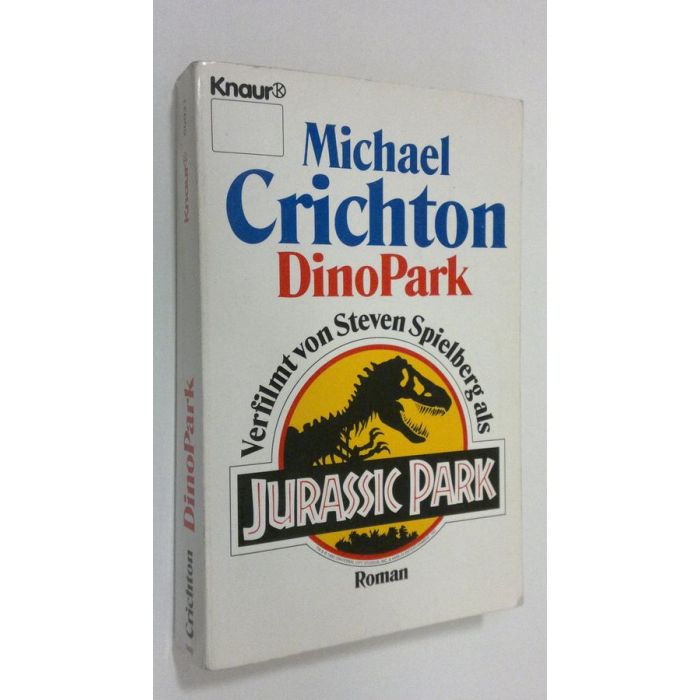 Knaur
Michael
Crichton
DinoPark
Verfilmt von Steven Spielberg als
JURASSIC PARK
Roman
Crichton DinoPark Knaur